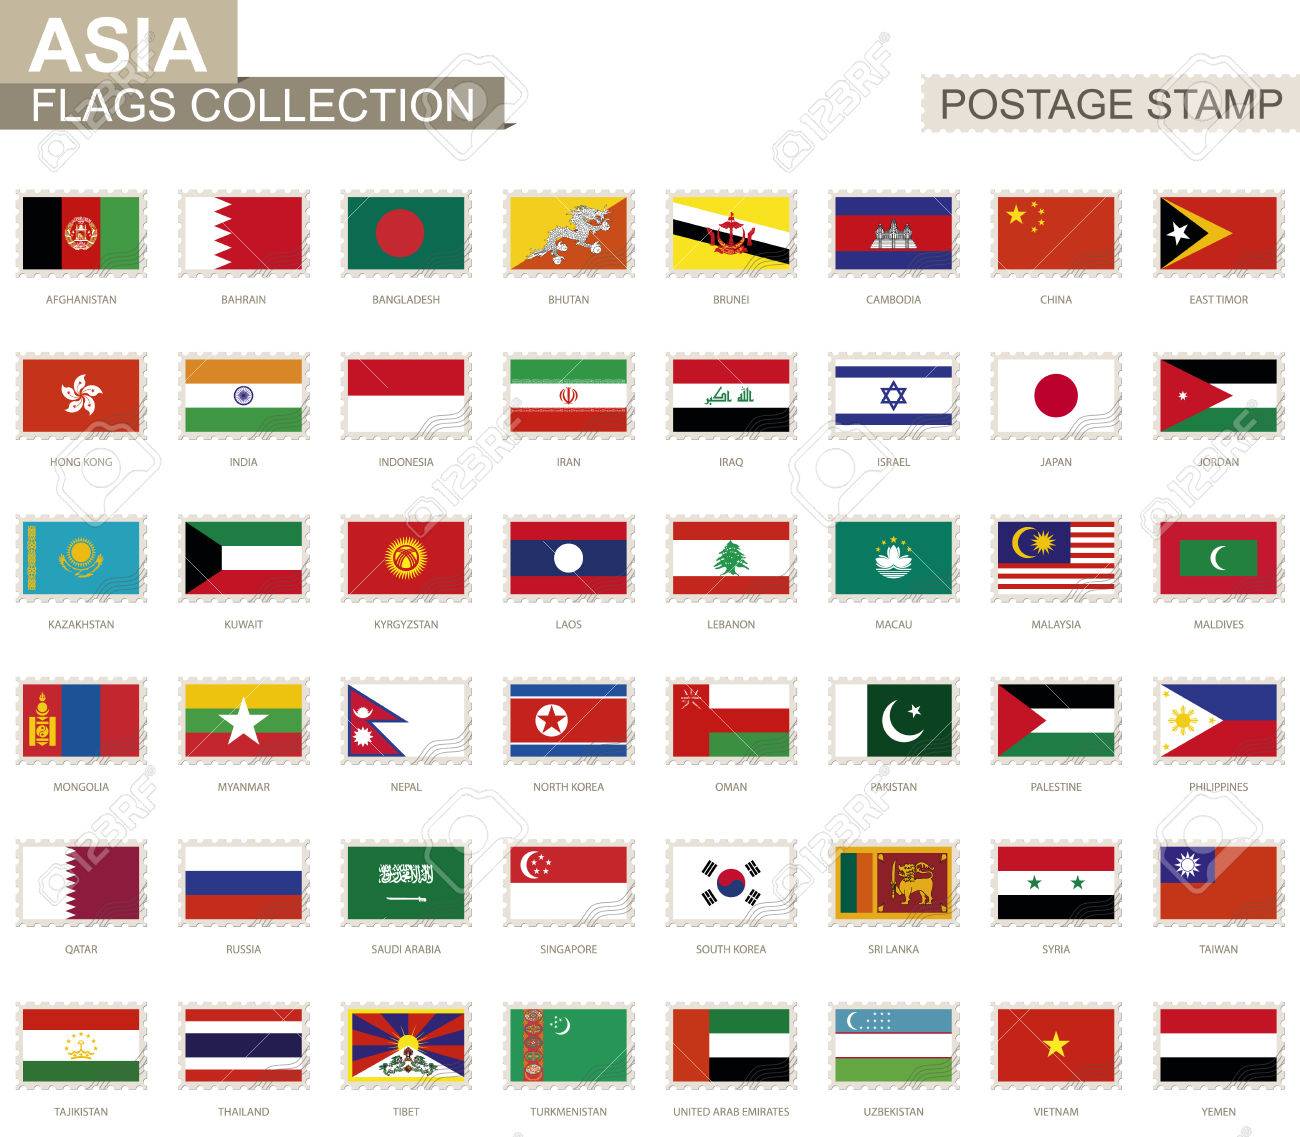 ASIA
FLAGS COLLECTION
POSTAGE STAMP
AFGHANISTAN
BAHRAIN
BANGLADESH
BHUTAN
BRUNEI
CAMBODIA
CHINA
EAST TIMOR
HONG KONG
INDIA
INDONESIA
IRAN
IRAQ
ISRAEL
JAPAN
JORDAN
KAZAKHSTAN
KUWAIT
KYRGYZSTAN
LAOS
LEBANON
MACAU
MALAYSIA
MALDIVES
MONGOLIA
MYANMAR
NEPAL
NORTH KOREA
OMAN
PAKISTAN
PALESTINE
PHILIPPINES
QATAR
RUSSIA
SAUDI ARABIA
SINGAPORE
SOUTH KOREA
SRI LANKA
SYRIA
TAIWAN
TAJIKISTAN
THAILAND
TIBET
TURKMENISTAN
UNITED ARAB EMIRATES
UZBEKISTAN
VIETNAM
YEMEN